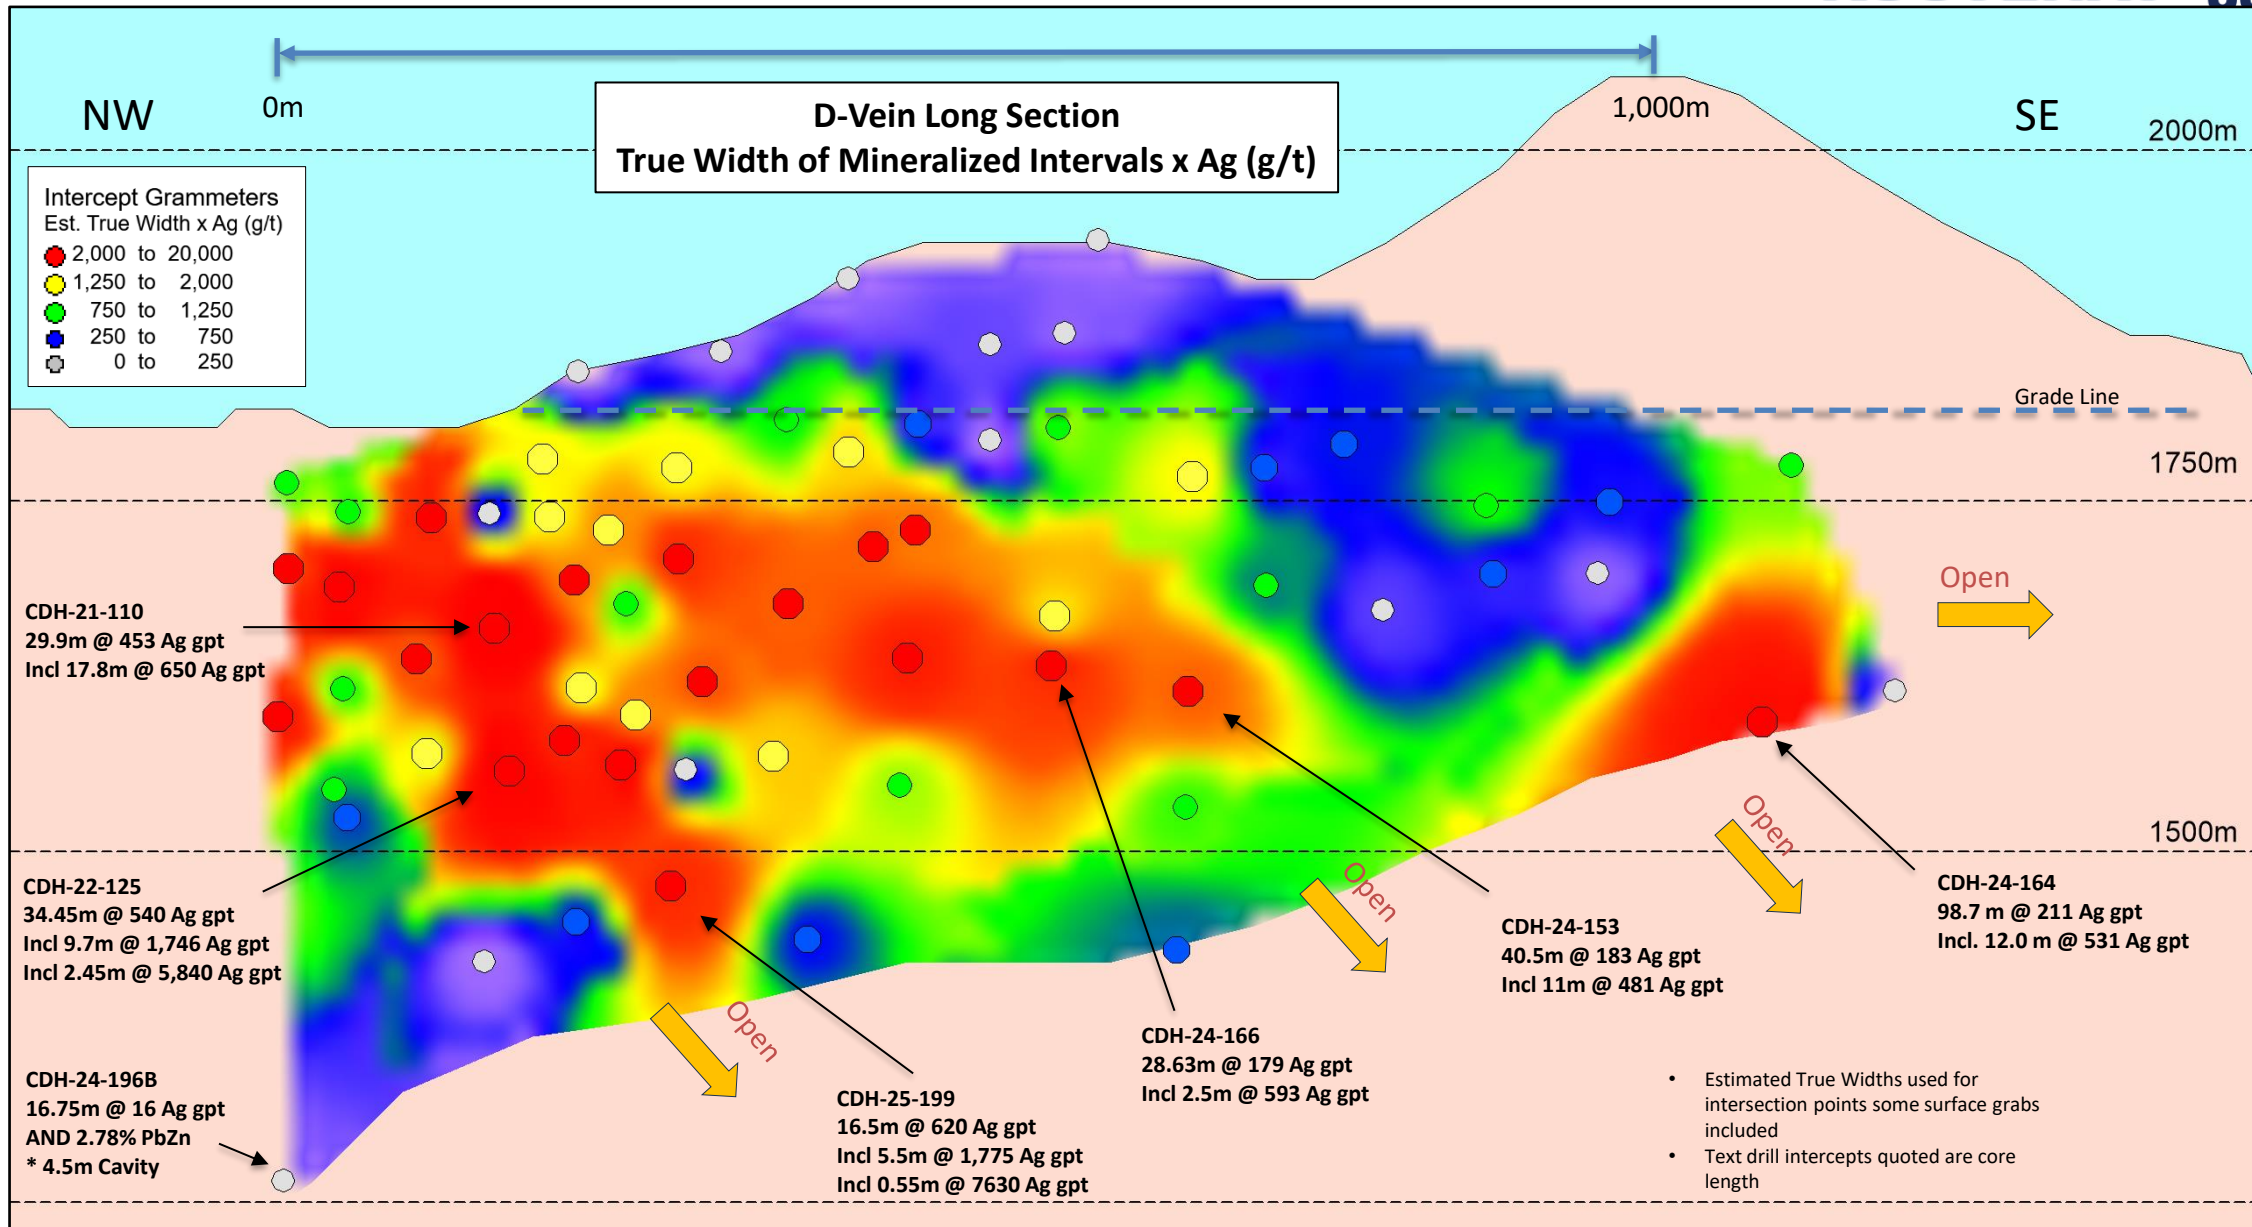 NW
0m
D-Vein Long Section
True Width of Mineralized Intervals x Ag (g/t)
1,000m
SE
2000m
Intercept Grammeters
Est. True Width x Ag (g/t)
2,000 to 20,000
1,250 to 2,000
750 to 1,250
250 to 750
0 to 250
Grade Line
1750m
Open
CDH-21-110
29.9m @ 453 Ag gpt
Incl 17.8m @ 650 Ag gpt
1500m
Open
Open
Open
CDH-22-125
34.45m @ 540 Ag gpt
Incl 9.7m @ 1,746 Ag gpt
Incl 2.45m @ 5,840 Ag gpt
CDH-24-164
98.7 m @ 211 Ag gpt
Incl. 12.0 m @ 531 Ag gpt
CDH-24-153
40.5m @ 183 Ag gpt
Incl 11m @ 481 Ag gpt
CDH-24-166
28.63m @ 179 Ag gpt
Incl 2.5m @ 593 Ag gpt
CDH-24-196B
16.75m @ 16 Ag gpt
AND 2.78% PbZn
* 4.5m Cavity
CDH-25-199
16.5m @ 620 Ag gpt
Incl 5.5m @ 1,775 Ag gpt
Incl 0.55m @ 7630 Ag gpt
• Estimated True Widths used for
intersection points some surface grabs
included
• Text drill intercepts quoted are core
length